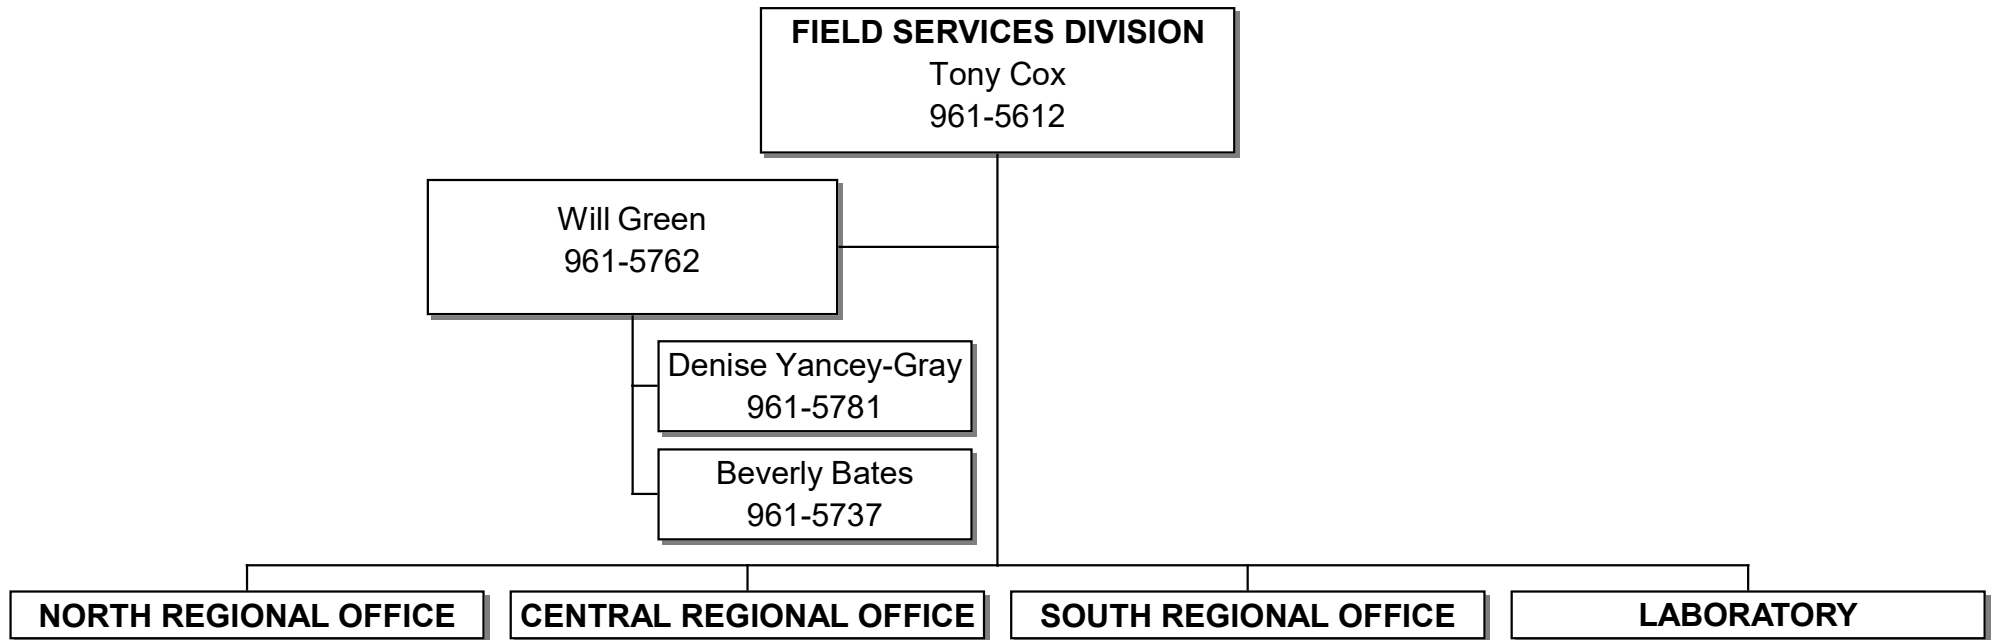 FIELD SERVICES DIVISION
Tony Cox
961-5612
Will Green
961-5762
Denise Yancey-Gray
961-5781
Beverly Bates
961-5737
NORTH REGIONAL OFFICE
CENTRAL REGIONAL OFFICE
SOUTH REGIONAL OFFICE
LABORATORY